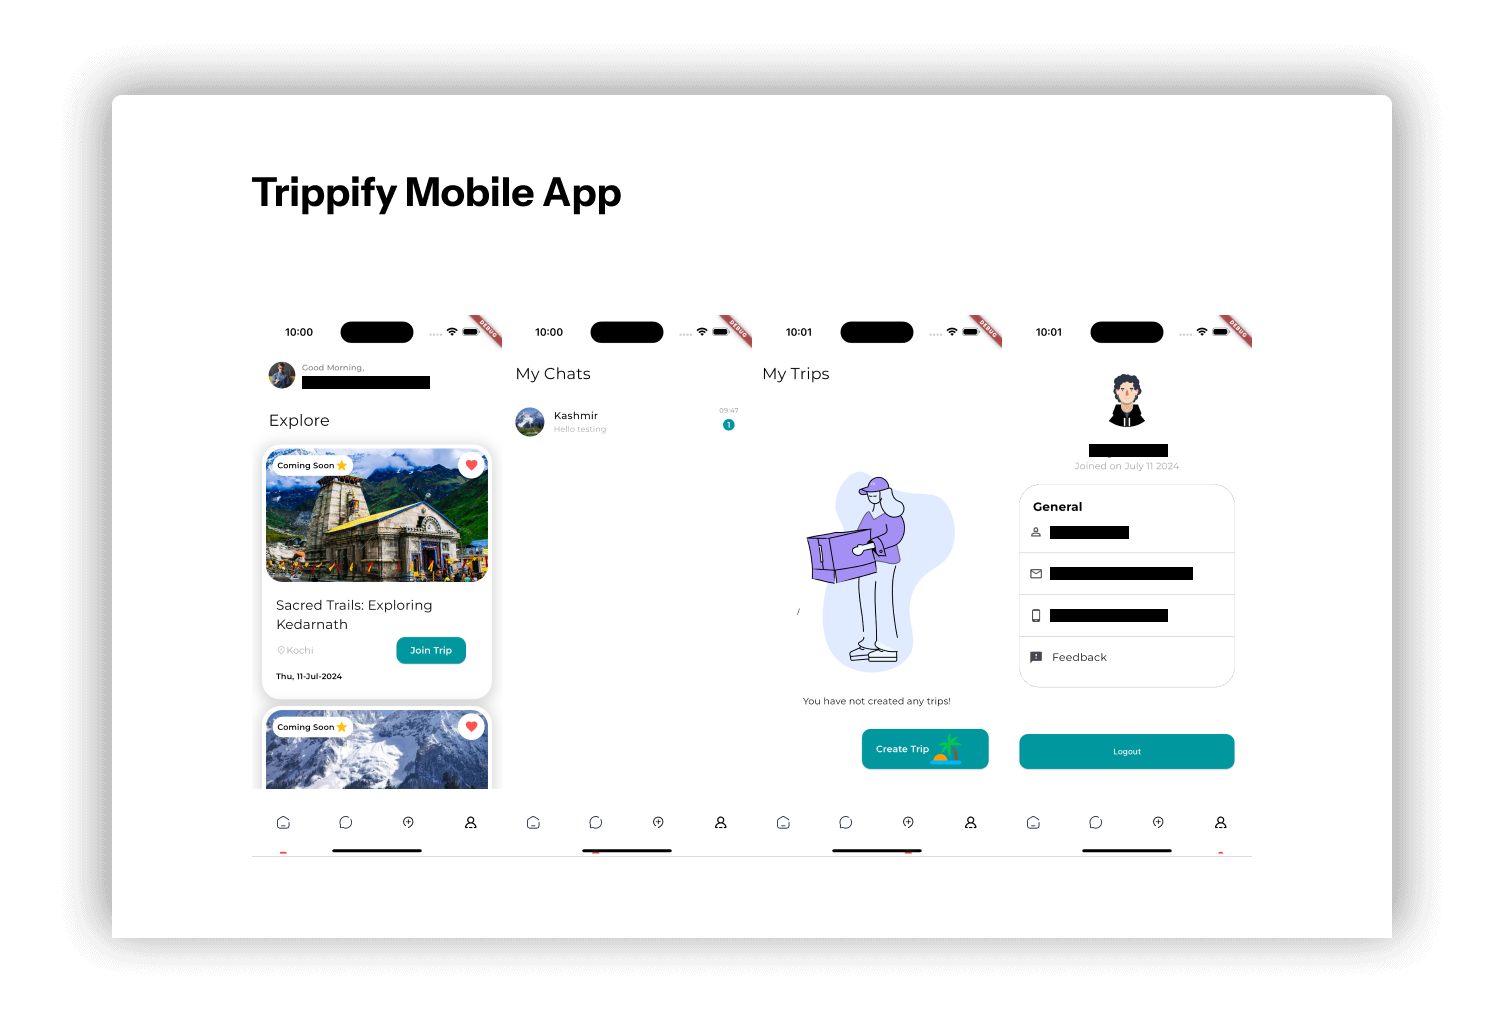 Trippify Mobile App
10:00
DEBUG
Good Morning,
Explore
Coming Soon
Sacred Trails: Exploring
Kedarnath
Kochi
Join Trip
Thu, 11-Jul-2024
Coming Soon
10:00
DEBUG
My Chats
Kashmir
09:47
Hello testing
1
10:01
DEBUG
My Trips
/
You have not created any trips!
Create Trip
10:01
DEBUG
Joined on July 11 2024
General
Feedback
Logout